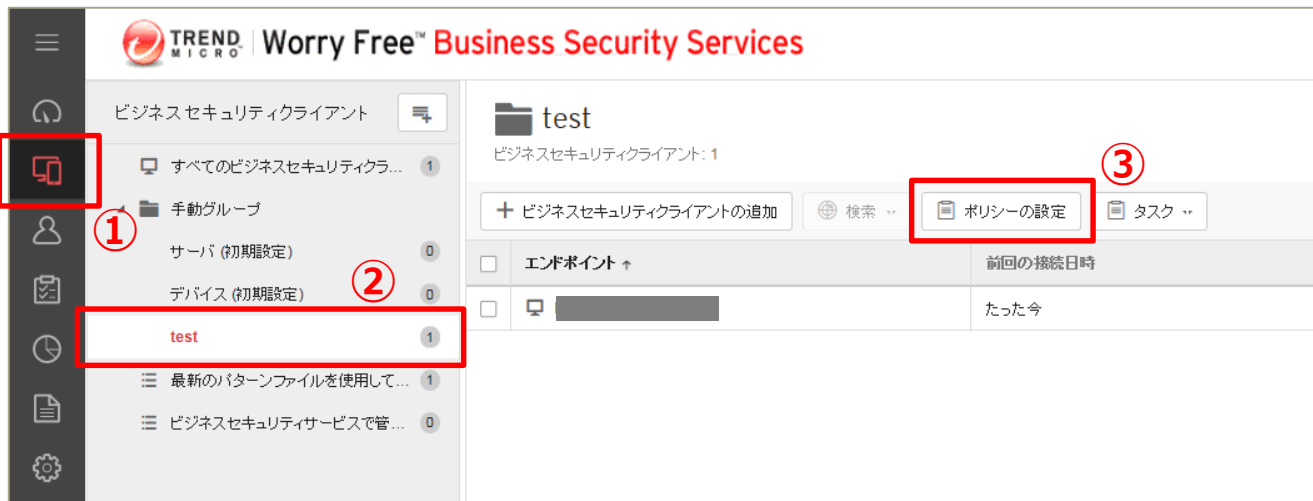 TREND MICRO Worry Free™ Business Security Services
ビジネスセキュリティクライアント
すべてのビジネスセキュリティクラ... 1
手動グループ
サーバ (初期設定) 0
デバイス (初期設定) 0
test 1
最新のパターンファイルを使用して... 1
ビジネスセキュリティサービスで管... 0
①
②
test
ビジネスセキュリティクライアント: 1
③
+ ビジネスセキュリティクライアントの追加 検索 ポリシーの設定 タスク
エンドポイント ↑ 前回の接続日時
たった今